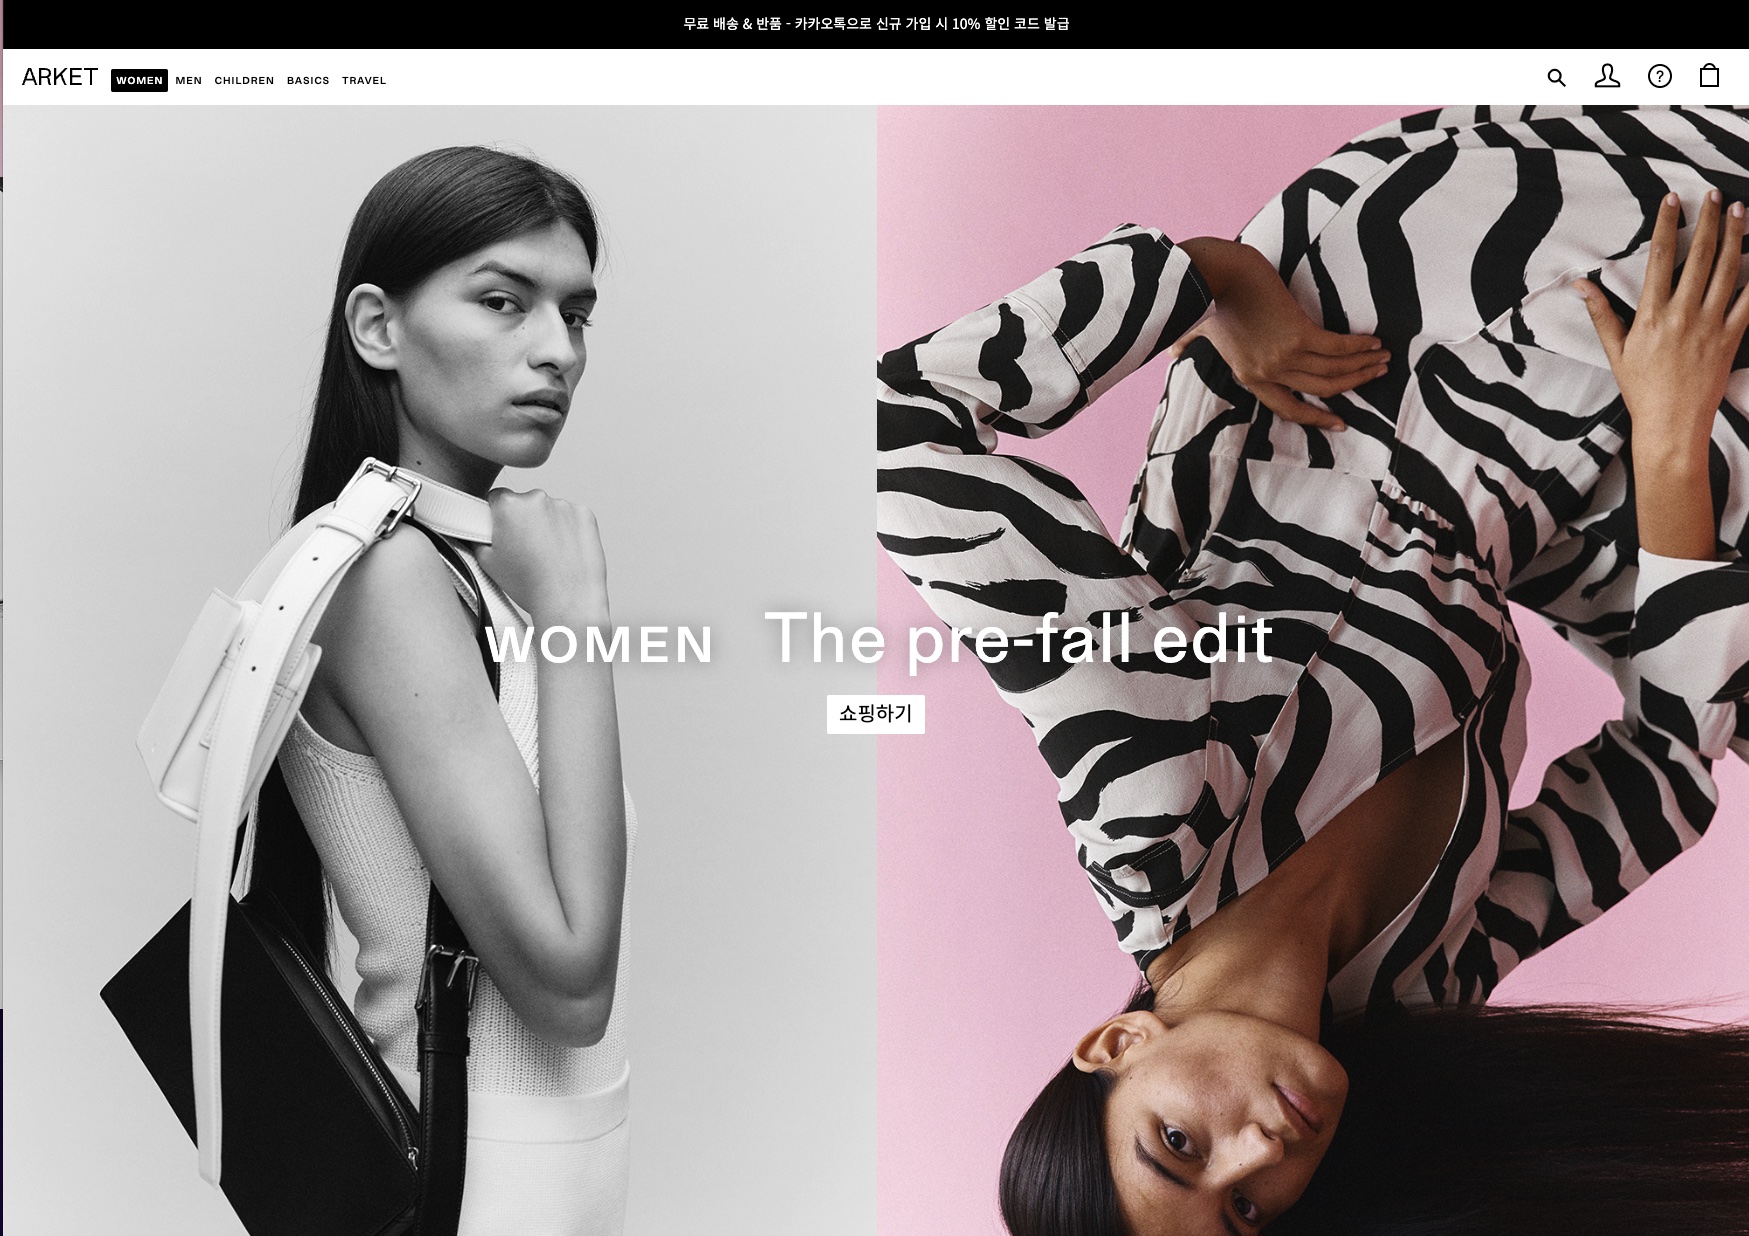 무료 배송 & 반품 - 카카오톡으로 신규 가입 시 10% 할인 코드 발급
ARKET WOMEN MEN CHILDREN BASICS TRAVEL ?
WOMEN The pre-fall edit
쇼핑하기